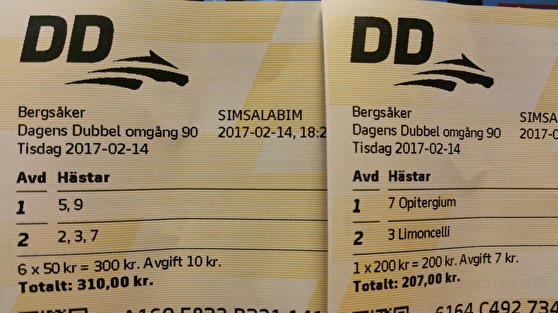 DD
Bergsåker SIMSALABIM
Dagens Dubbel omgång 90 2017-02-14, 18:2
Tisdag 2017-02-14
Avd Hästar
1 5, 9
2 2, 3, 7
6 x 50 kr = 300 kr. Avgift 10 kr.
Totalt: 310,00 kr.
DD
Bergsåker SIMSA
Dagens Dubbel omgång 90 2017-0
Tisdag 2017-02-14
Avd Hästar
1 7 Opitergium
2 3 Limoncelli
1 x 200 kr = 200 kr. Avgift 7 kr.
Totalt: 207,00 kr.
6164 C492 734